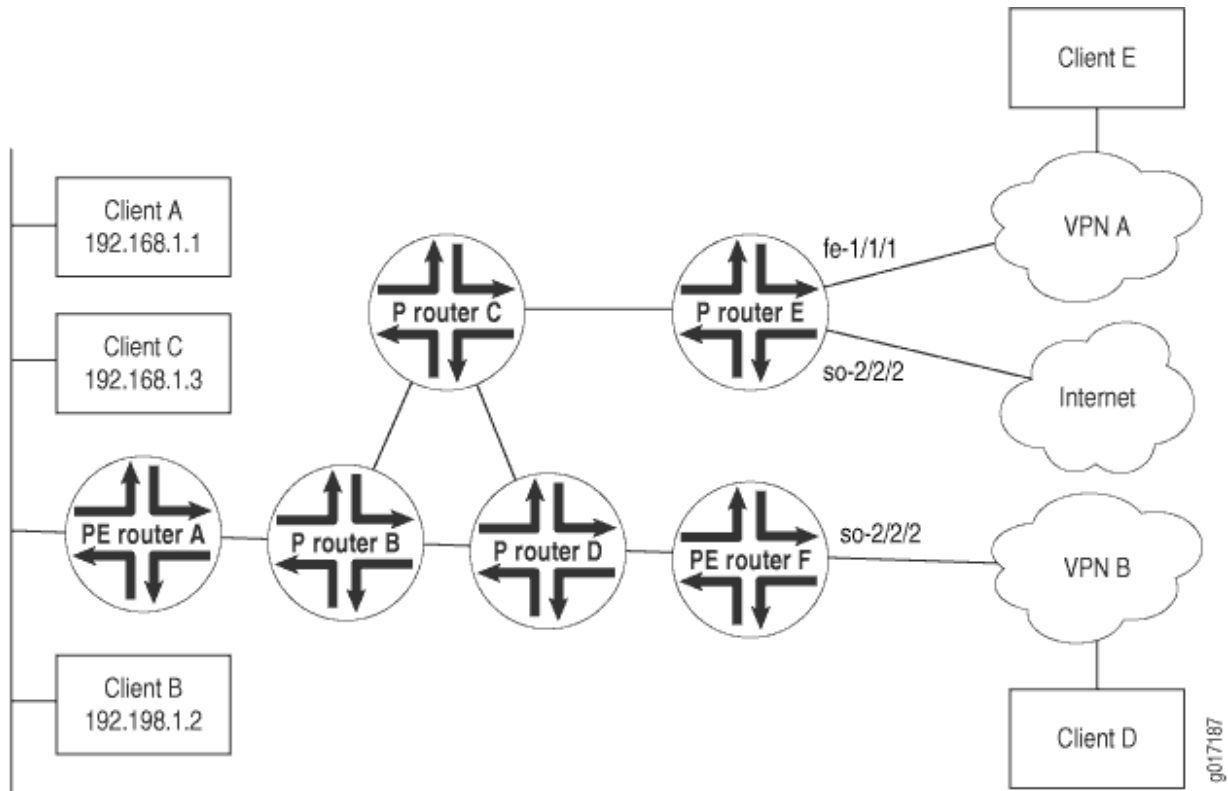 Client E
Client A
192.168.1.1
VPN A
fe-1/1/1
P router C
P router E
Client C
192.168.1.3
so-2/2/2
Internet
PE router A
P router B
P router D
PE router F
so-2/2/2
VPN B
Client B
192.198.1.2
Client D
g017187